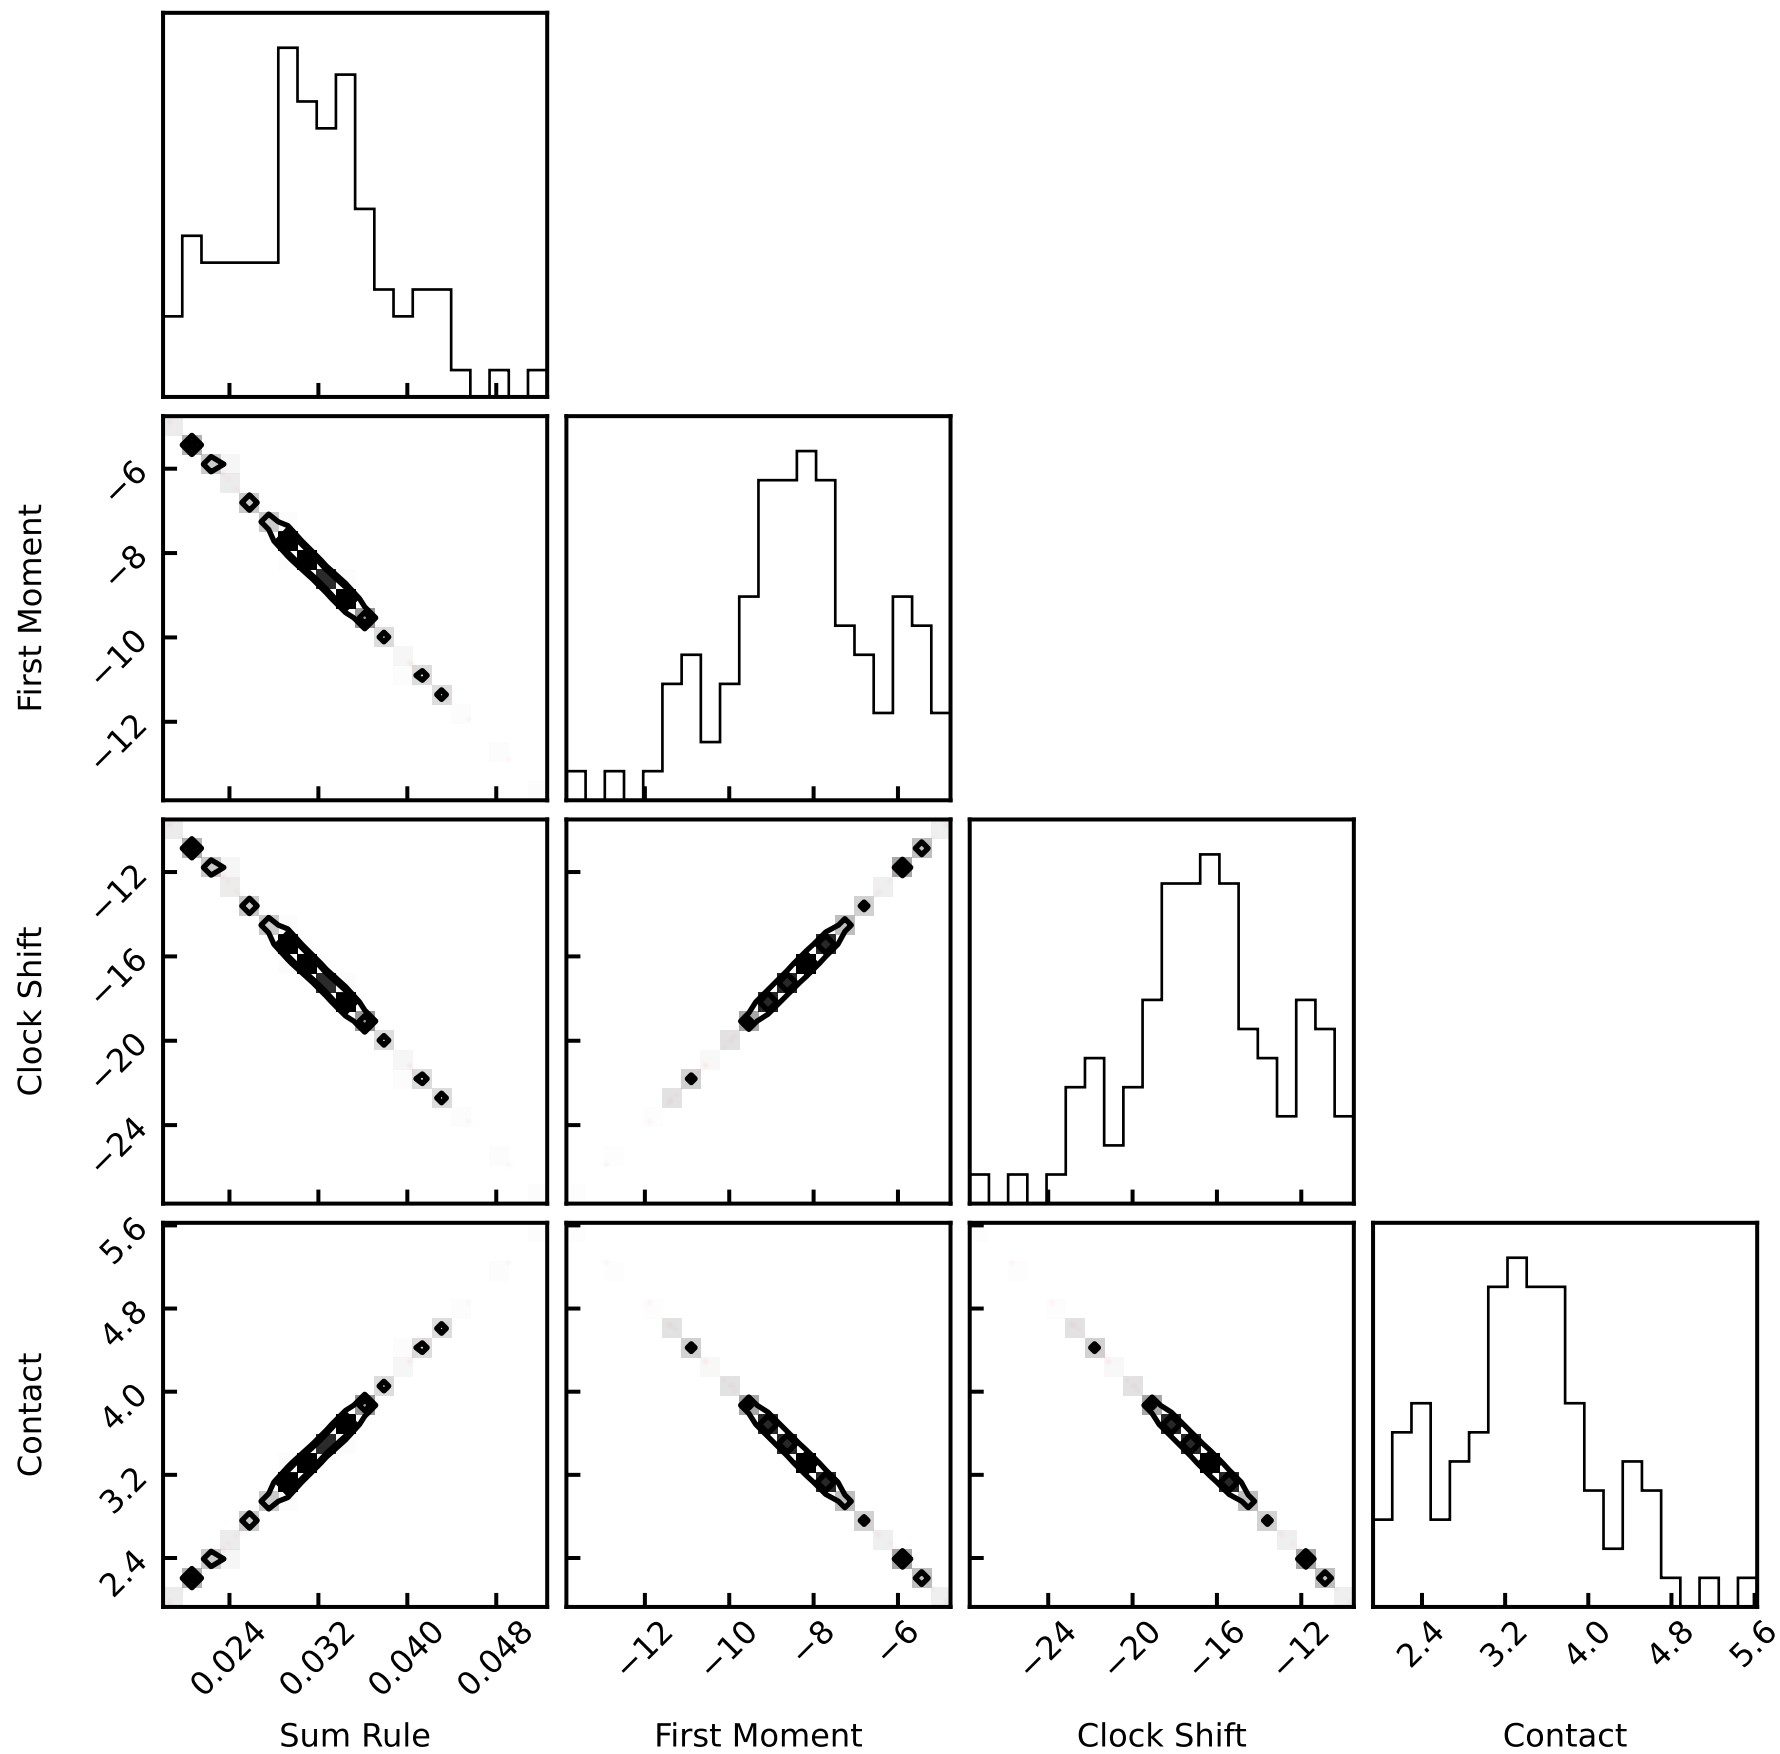 −6
−8
−10
−12
First Moment
−12
−16
−20
−24
Clock Shift
5.6
4.8
4.0
3.2
2.4
Contact
0.024 0.032 0.040 0.048
−12 −10 −8 −6
−24 −20 −16 −12
2.4 3.2 4.0 4.8 5.6
Sum Rule
First Moment
Clock Shift
Contact